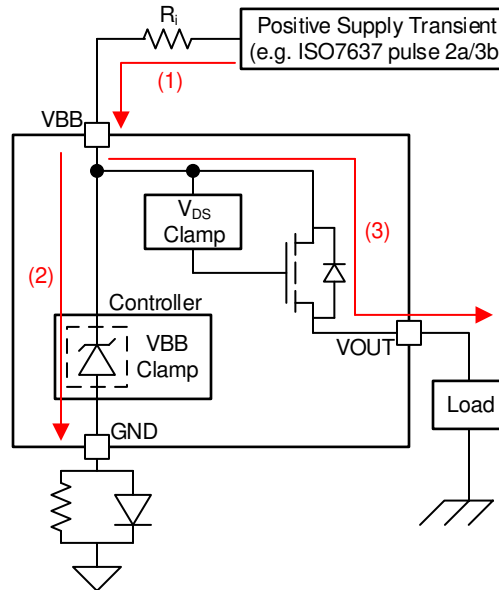 Ri
Positive Supply Transient
(e.g. ISO7637 pulse 2a/3b
(1)
VBB
VDS
Clamp
(3)
(2)
Controller
VBB
Clamp
VOUT
Load
GND